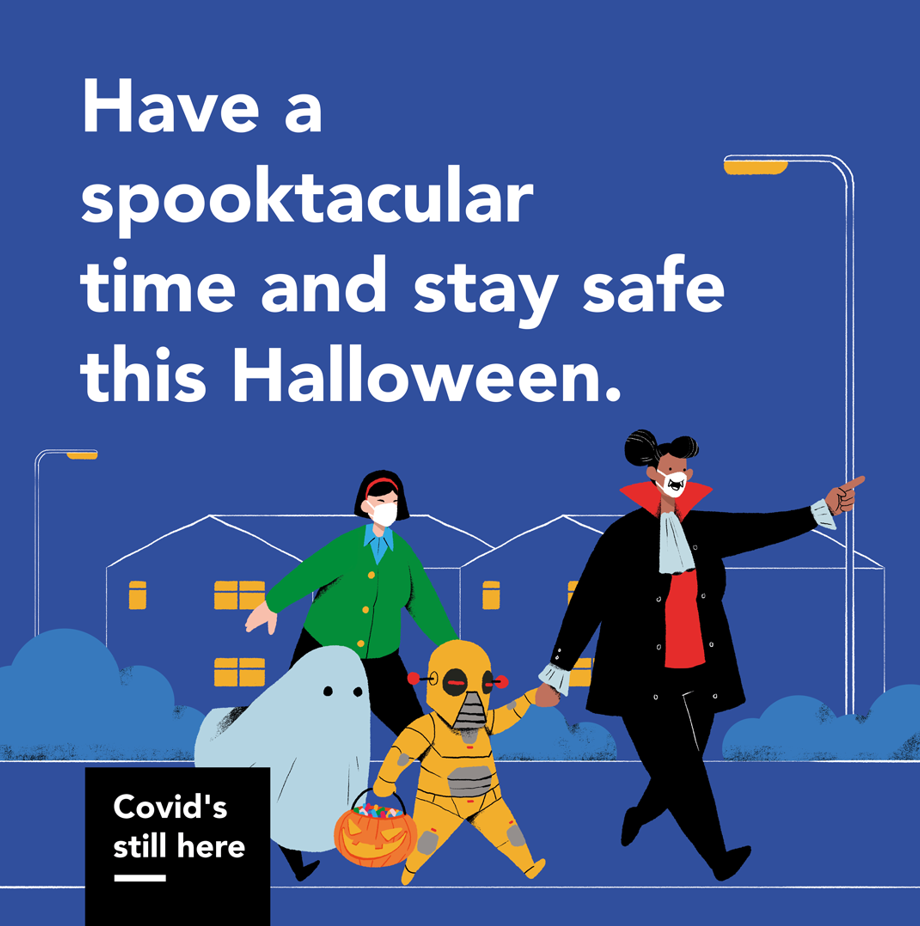 Have a
spooktacular
time and stay safe
this Halloween.
Covid's
still here